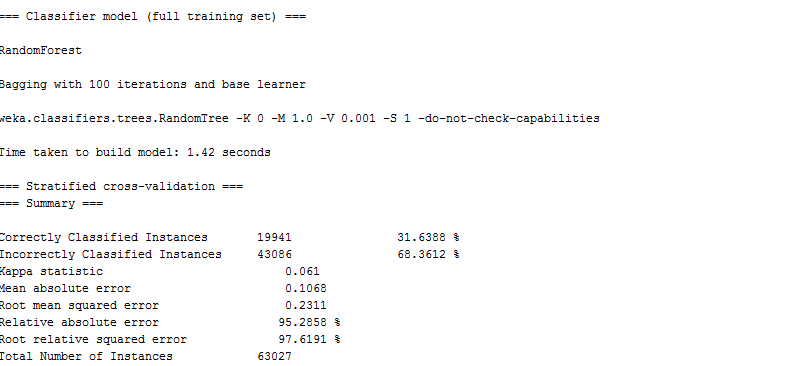 === Classifier model (full training set) ===
RandomForest
Bagging with 100 iterations and base learner
weka.classifiers.trees.RandomTree -K 0 -M 1.0 -V 0.001 -S 1 -do-not-check-capabilities
Time taken to build model: 1.42 seconds
=== Stratified cross-validation ===
=== Summary ===
Correctly Classified Instances 19941 31.6388 %
Incorrectly Classified Instances 43086 68.3612 %
Kappa statistic 0.061
Mean absolute error 0.1068
Root mean squared error 0.2311
Relative absolute error 95.2858 %
Root relative squared error 97.6191 %
Total Number of Instances 63027